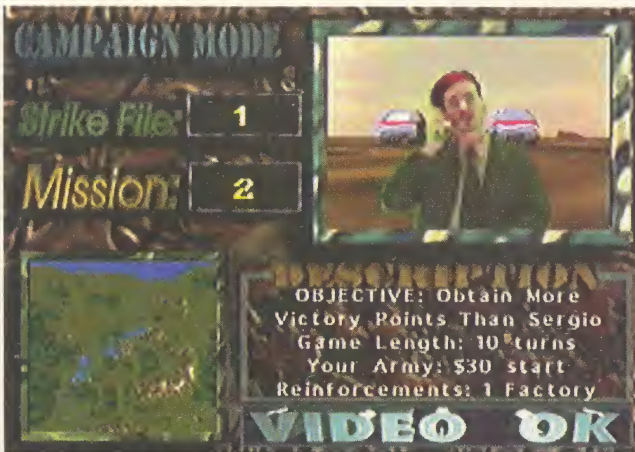 CAMPAIGN MODE
Strike File: 1
Mission: 2
DESCRIPTION
OBJECTIVE: Obtain More
Victory Points Than Sergio
Game Length: 10 turns
Your Army: $30 start
Reinforcements: 1 Factory
VIDEO OK